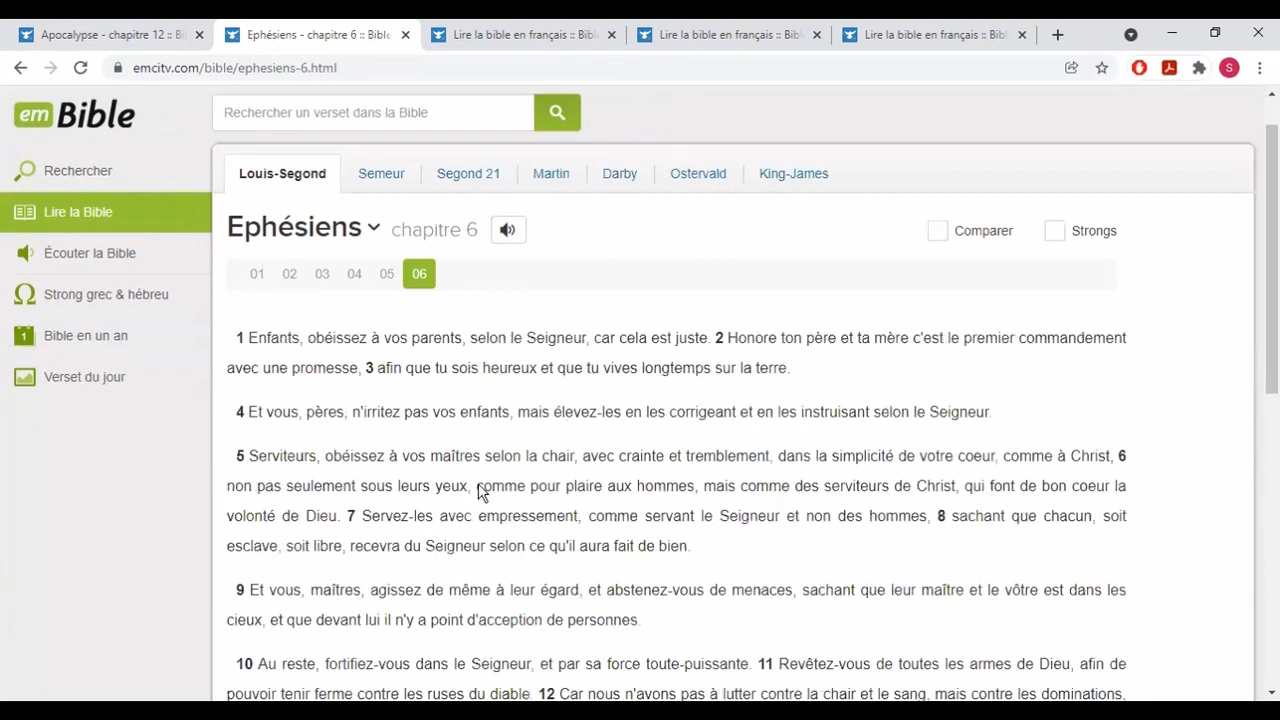 Apocalypse - chapitre 12 :: Bi
Ephésiens - chapitre 6 :: Bible
Lire la bible en français :: Bib
Lire la bible en français :: Bib
Lire la bible en français :: Bib
emcitv.com/bible/ephesiens-6.html
S
em Bible
Rechercher un verset dans la Bible
Rechercher
Lire la Bible
Écouter la Bible
Strong grec & hébreu
1 Bible en un an
Verset du jour
Louis-Segond Semeur Segond 21 Martin Darby Ostervald King-James
Ephésiens chapitre 6
Comparer Strongs
01 02 03 04 05 06
1 Enfants, obéissez à vos parents, selon le Seigneur, car cela est juste. 2 Honore ton père et ta mère c'est le premier commandement
avec une promesse, 3 afin que tu sois heureux et que tu vives longtemps sur la terre.
4 Et vous, pères, n'irritez pas vos enfants, mais élevez-les en les corrigeant et en les instruisant selon le Seigneur.
5 Serviteurs, obéissez à vos maîtres selon la chair, avec crainte et tremblement, dans la simplicité de votre coeur, comme à Christ, 6
non pas seulement sous leurs yeux, comme pour plaire aux hommes, mais comme des serviteurs de Christ, qui font de bon coeur la
volonté de Dieu. 7 Servez-les avec empressement, comme servant le Seigneur et non des hommes, 8 sachant que chacun, soit
esclave, soit libre, recevra du Seigneur selon ce qu'il aura fait de bien.
9 Et vous, maîtres, agissez de même à leur égard, et abstenez-vous de menaces, sachant que leur maître et le vôtre est dans les
cieux, et que devant lui il n'y a point d'acception de personnes.
10 Au reste, fortifiez-vous dans le Seigneur, et par sa force toute-puissante. 11 Revêtez-vous de toutes les armes de Dieu, afin de
pouvoir tenir ferme contre les ruses du diable. 12 Car nous n'avons pas à lutter contre la chair et le sang, mais contre les dominations,